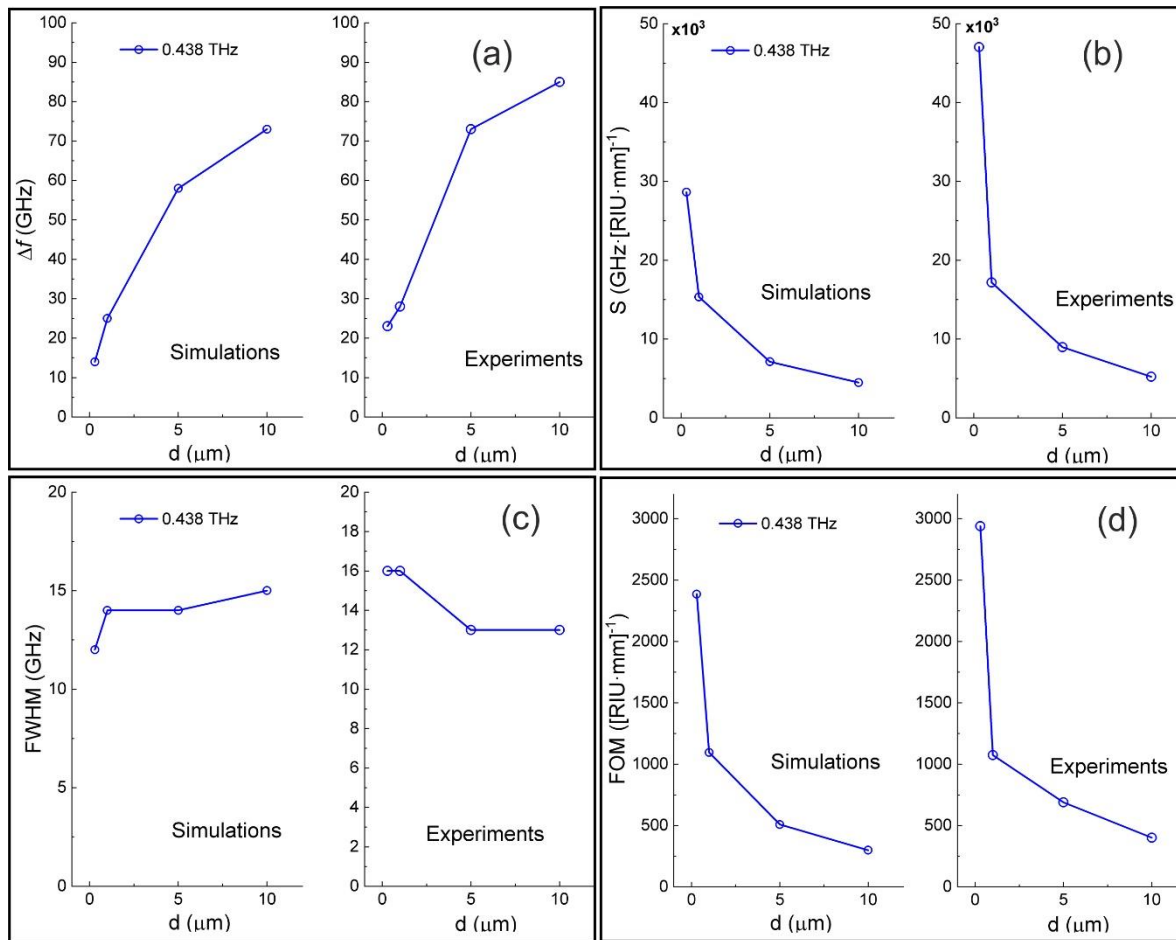 100
90
80
70
60
50
40
30
20
10
0
0 5 10
d (μm)
Δf (GHz)
0.438 THz
Simulations
100
90
80
70
60
50
40
30
20
10
0
0 5 10
d (μm)
(a)
Experiments
50
40
30
20
10
0
x10³
0 5 10
d (μm)
S (GHz·[RIU·mm]⁻¹)
0.438 THz
Simulations
50
40
30
20
10
0
x10³
0 5 10
d (μm)
(b)
Experiments
20
15
10
5
0
0 5 10
d (μm)
FWHM (GHz)
0.438 THz
Simulations
20
18
16
14
12
10
8
6
4
2
0
0 5 10
d (μm)
(c)
Experiments
3000
2500
2000
1500
1000
500
0
0 5 10
d (μm)
FOM ([RIU·mm]⁻¹)
0.438 THz
Simulations
3000
2500
2000
1500
1000
500
0
0 5 10
d (μm)
(d)
Experiments